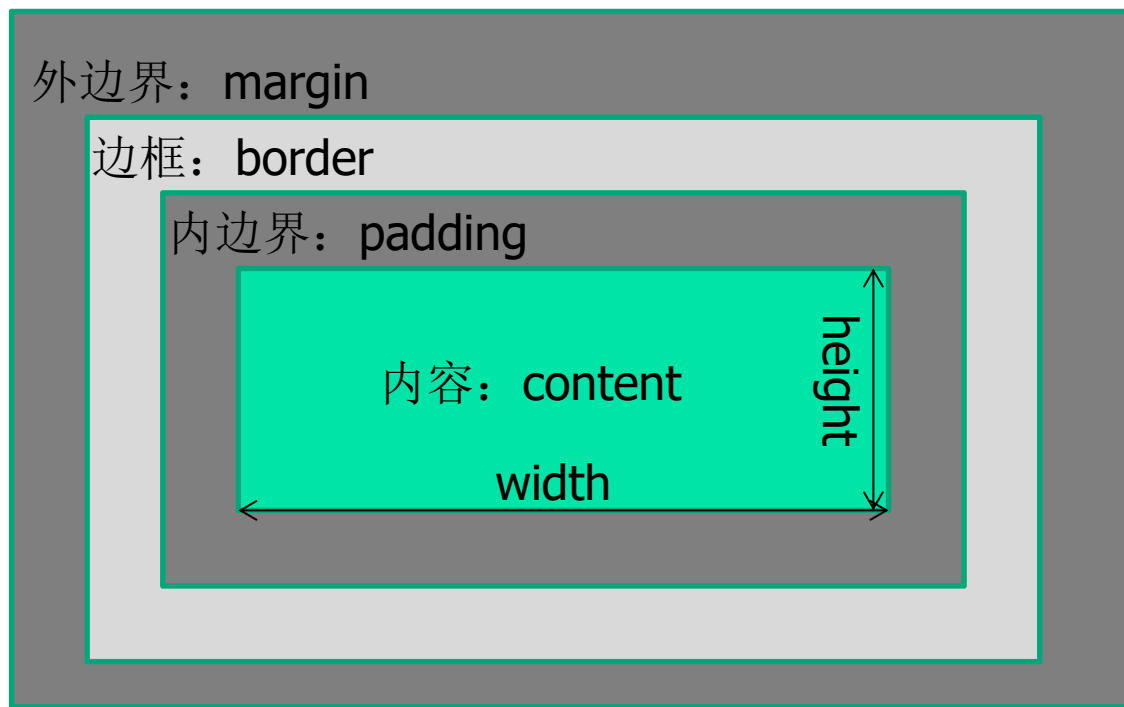 外边界：margin
边框：border
内边界：padding
height
内容：content
width